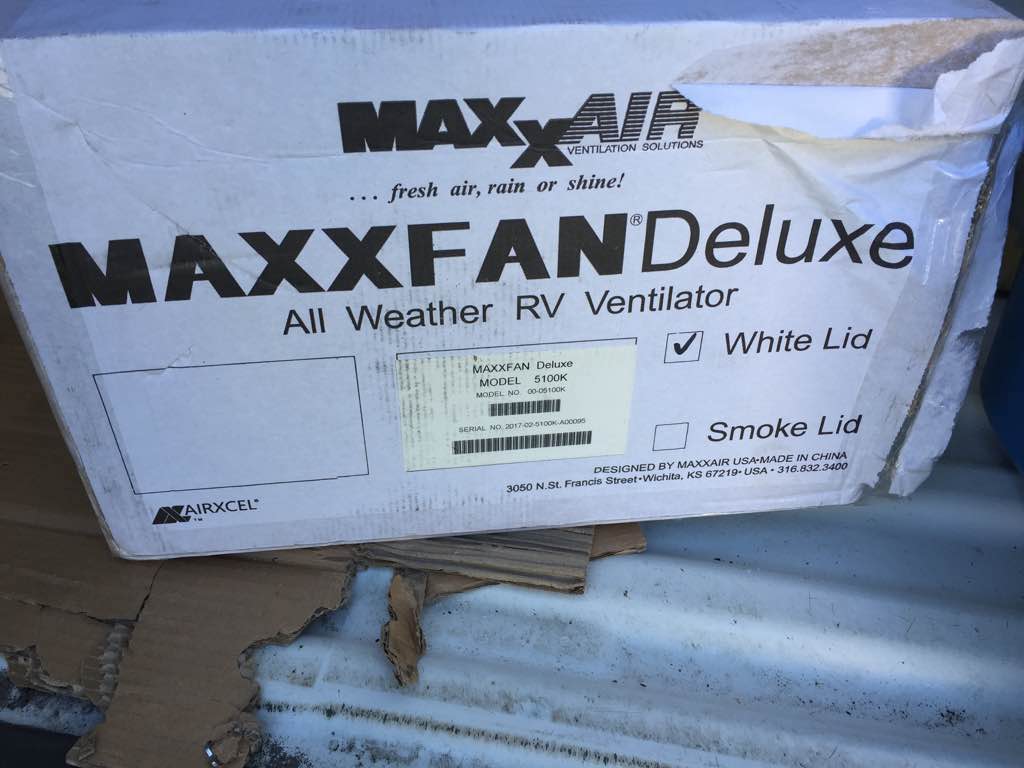 MAXXAIR
VENTILATION SOLUTIONS
... fresh air, rain or shine!
MAXXFAN® Deluxe
All Weather RV Ventilator
MAXXFAN Deluxe
MODEL 5100K
MODEL NO. 00-05100K
SERIAL NO. 2017-02-5100K-A00095
✓ White Lid
Smoke Lid
DESIGNED BY MAXXAIR USA•MADE IN CHINA
3050 N.St. Francis Street•Wichita, KS 67219•USA • 316.832.3400
AIRXCEL®
TM